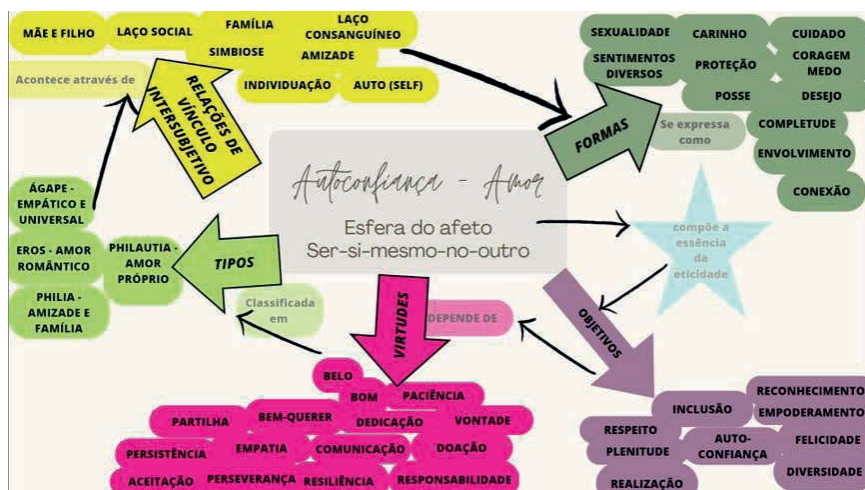 MÃE E FILHO
LAÇO SOCIAL
FAMÍLIA
LAÇO
CONSANGUÍNEO
SIMBIOSE
AMIZADE
INDIVIDUAÇÃO
AUTO (SELF)
Acontece através de
RELAÇÕES DE
VÍNCULO
INTERSUBJETIVO
SEXUALIDADE
CARINHO
CUIDADO
SENTIMENTOS
DIVERSOS
PROTEÇÃO
CORAGEM
MEDO
POSSE
DESEJO
FORMAS
Se expressa
como
COMPLETUDE
ENVOLVIMENTO
CONEXÃO
Autoconfiança - Amor
Esfera do afeto
Ser-si-mesmo-no-outro
compõe a
essência
da
eticidade
ÁGAPE -
EMPÁTICO E
UNIVERSAL
EROS - AMOR
ROMÂNTICO
PHILAUTIA -
AMOR
PRÓPRIO
PHILIA -
AMIZADE E
FAMÍLIA
TIPOS
Classificada
em
VIRTUDES
DEPENDE DE
OBJETIVOS
BELO
BOM
PACIÊNCIA
PARTILHA
BEM-QUERER
DEDICAÇÃO
VONTADE
PERSISTÊNCIA
EMPATIA
COMUNICAÇÃO
DOAÇÃO
ACEITAÇÃO
PERSEVERANÇA
RESILIÊNCIA
RESPONSABILIDADE
RECONHECIMENTO
INCLUSÃO
EMPODERAMENTO
RESPEITO
PLENITUDE
AUTO-
CONFIANÇA
FELICIDADE
REALIZAÇÃO
DIVERSIDADE